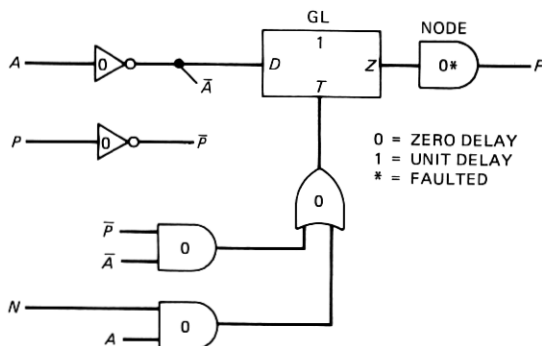 GL
NODE
1
A
0
D
Z
0*
F
Ā
T
P
0
P̄
0 = ZERO DELAY
1 = UNIT DELAY
* = FAULTED
0
P̄
0
Ā
N
0
A